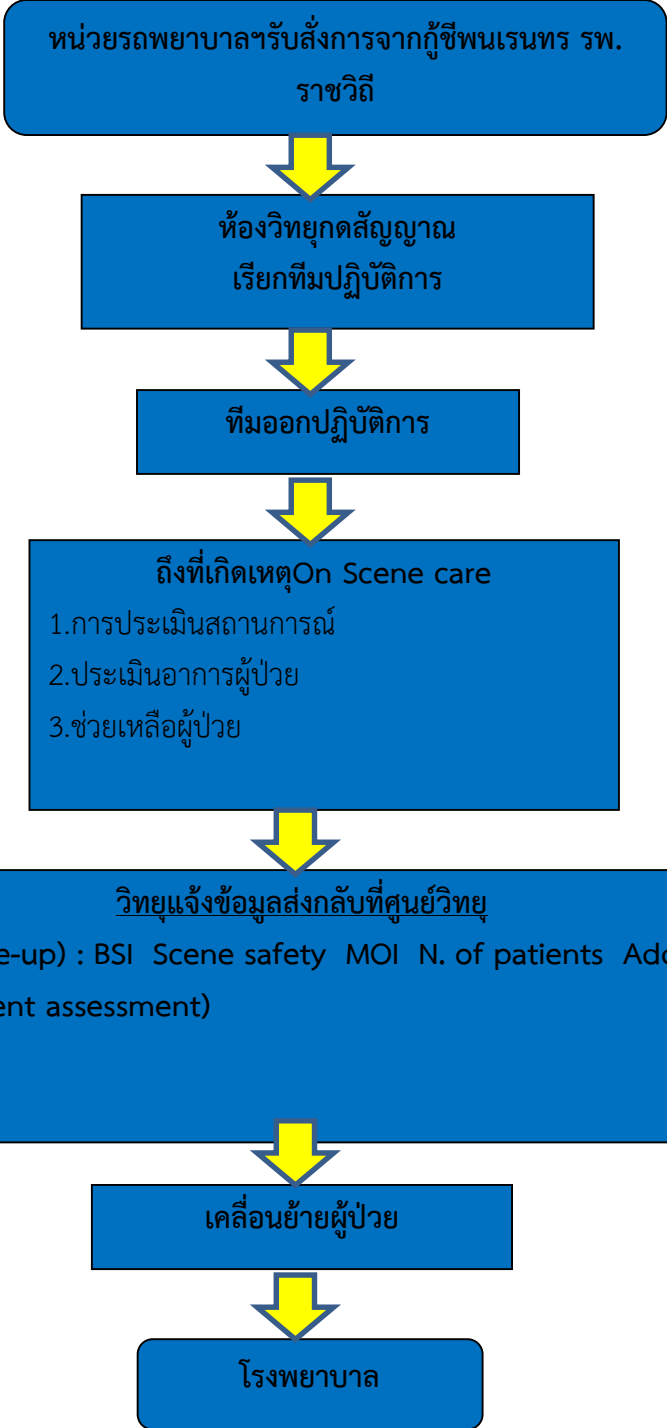 หน่วยรถพยาบาลฯรับสั่งการจากกู้ชีพนเรนทร รพ.
ราชวิถี
ห้องวิทยุกดสัญญาณ
เรียกทีมปฏิบัติการ
ทีมออกปฏิบัติการ
ถึงที่เกิดเหตุOn Scene care
1.การประเมินสถานการณ์
2.ประเมินอาการผู้ป่วย
3.ช่วยเหลือผู้ป่วย
วิทยุแจ้งข้อมูลส่งกลับที่ศูนย์วิทยุ
e-up) : BSI Scene safety MOI N. of patients
assessment)
เคลื่อนย้ายผู้ป่วย
โรงพยาบาล